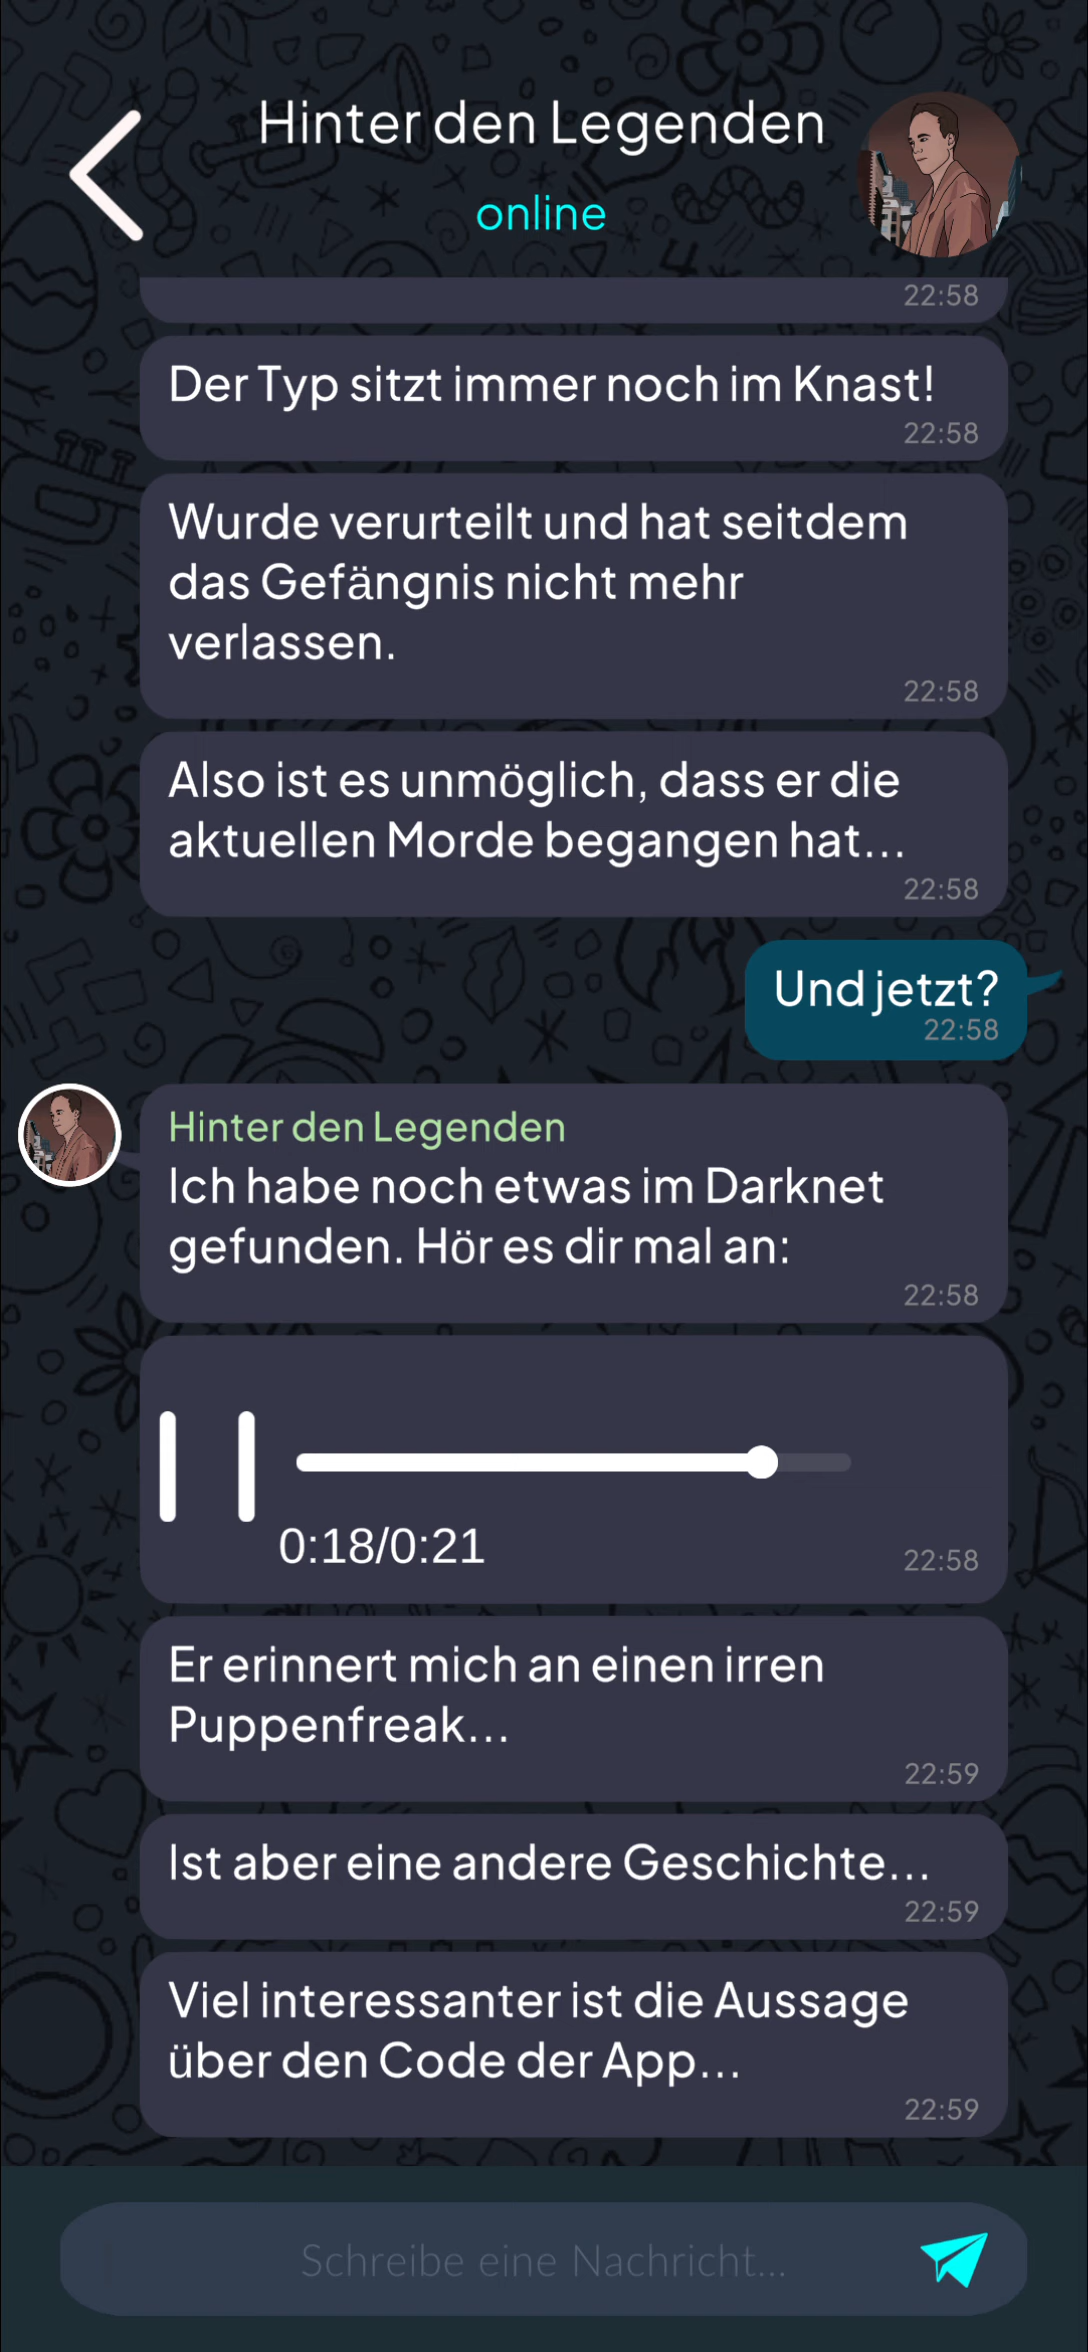 Hinter den Legenden
online
22:58
Der Typ sitzt immer noch im Knast!
22:58
Wurde verurteilt und hat seitdem
das Gefängnis nicht mehr
verlassen.
22:58
Also ist es unmöglich, dass er die
aktuellen Morde begangen hat...
22:58
Und jetzt?
22:58
Hinter den Legenden
Ich habe noch etwas im Darknet
gefunden. Hör es dir mal an:
22:58
0:18/0:21
22:58
Er erinnert mich an einen irren
Puppenfreak...
22:59
Ist aber eine andere Geschichte...
22:59
Viel interessanter ist die Aussage
über den Code der App...
22:59
Schreibe eine Nachricht...